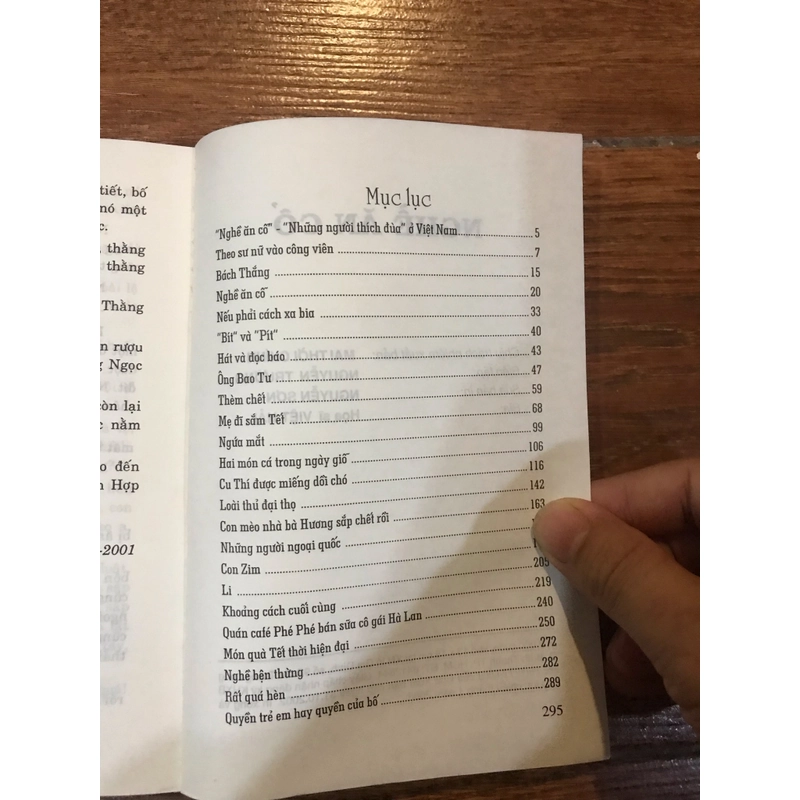 tiết, bố
nó một
c.
, thằng
thằng
Thằng
n rượu
g Ngọc
còn lại
c nằm
o đến
n Hợp
-2001
Mục lục
“Nghề ăn cỗ” - “Những người thích đùa” ở Việt Nam 5
Theo sư nữ vào công viên 7
Bách Thắng 15
Nghề ăn cỗ 20
Nếu phải cách xa bia 33
“Bít” và “Pít” 40
Hát và đọc báo 43
Ông Bao Tư 47
Thèm chết 59
Mẹ đĩ sắm Tết 68
Ngứa mắt 99
Hai món cá trong ngày giỗ 106
Cu Thí được miếng dồi chó 116
Loài thú đại thọ 142
Con mèo nhà bà Hương sắp chết rồi 163
Những người ngoại quốc
Con Zim
Li 205
Khoảng cách cuối cùng 219
Quán café Phé Phé bán sữa cô gái Hà Lan 240
Món quà Tết thời hiện đại 250
Nghề bện thừng 272
Rất quá hèn 282
Quyền trẻ em hay quyền của bố 289
295